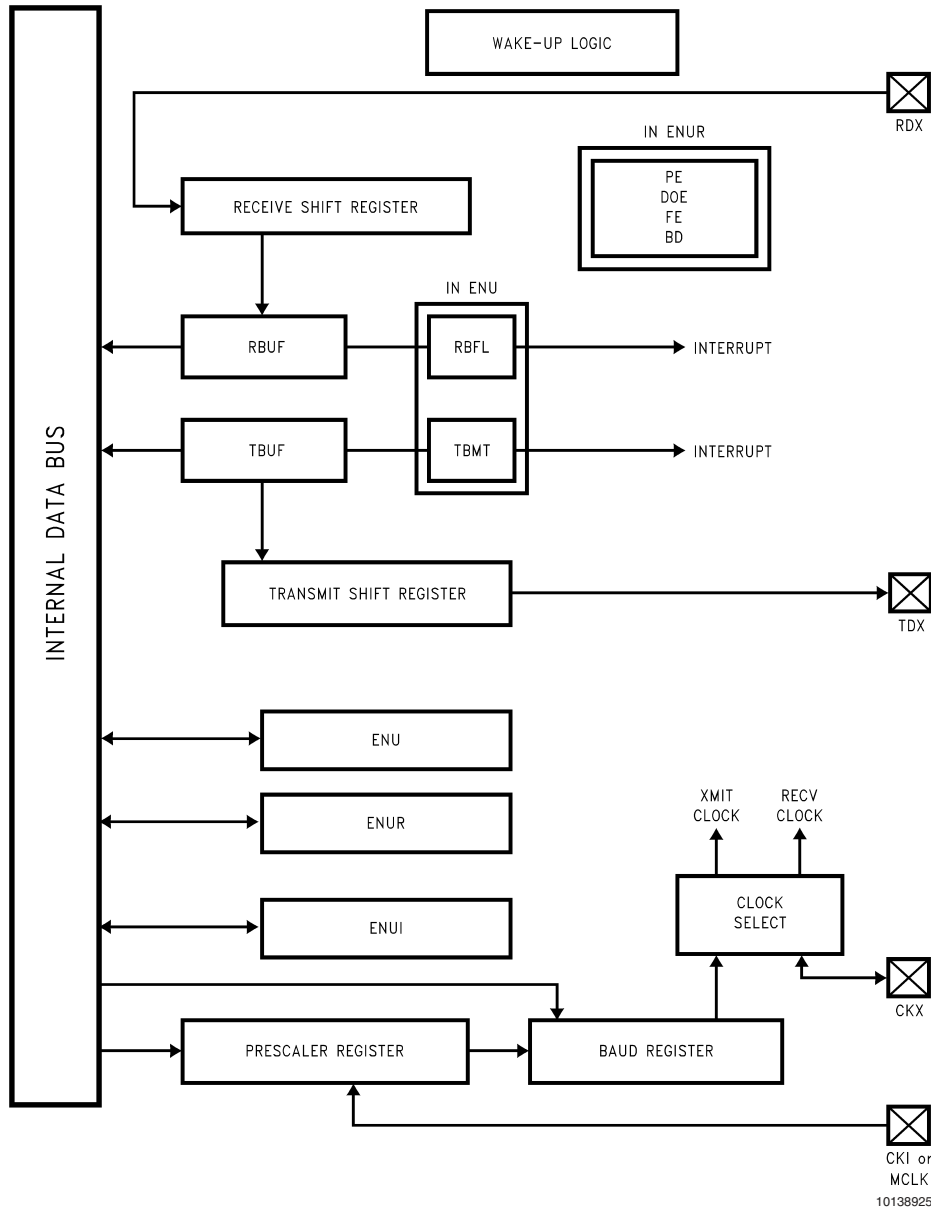 WAKE-UP LOGIC
RDX
IN ENUR
PE
DOE
FE
BD
RECEIVE SHIFT REGISTER
IN ENU
RBUF
RBFL
INTERRUPT
TBUF
TBMT
INTERRUPT
INTERNAL DATA BUS
TRANSMIT SHIFT REGISTER
TDX
ENU
XMIT
CLOCK
RECV
CLOCK
ENUR
CLOCK
SELECT
ENUI
CKX
PRESCALER REGISTER
BAUD REGISTER
CKI or
MCLK
10138925